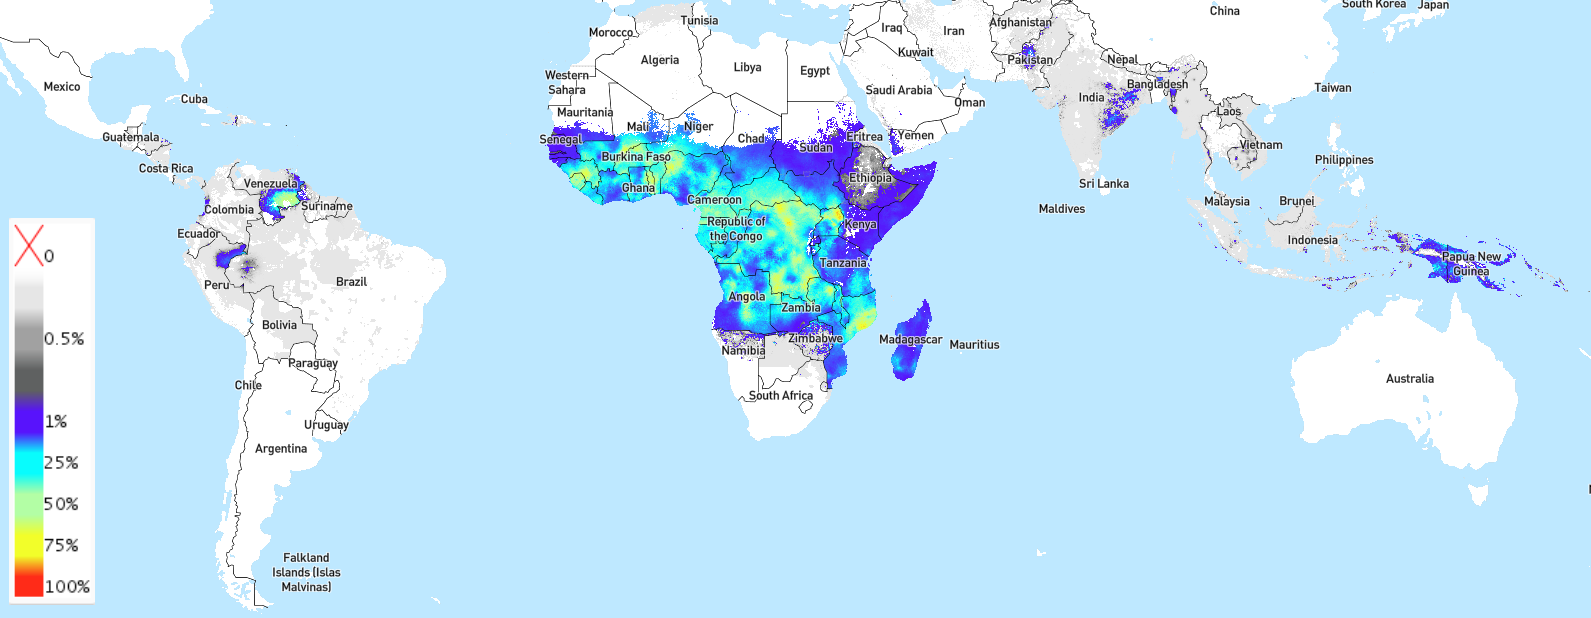 South Korea
Japan
China
Tunisia
Afghanistan
Iraq
Iran
Morocco
Kuwait
Algeria
Libya
Egypt
Pakistan
Nepal
Western
Sahara
Saudi Arabia
Bangladesh
Taiwan
Mexico
Cuba
India
Oman
Mauritania
Laos
Mali
Niger
Chad
Eritrea
Yemen
Guatemala
Senegal
Sudan
Vietnam
Burkina Faso
Philippines
Costa Rica
Ethiopia
Venezuela
Ghana
Sri Lanka
Cameroon
Malaysia
Brunei
Colombia
Suriname
Maldives
Republic of
the Congo
Kenya
Ecuador
Indonesia
0
Tanzania
Papua New
Guinea
Peru
Brazil
Angola
Zambia
Bolivia
0.5%
Zimbabwe
Madagascar
Mauritius
Namibia
Paraguay
Australia
Chile
South Africa
1%
Uruguay
Argentina
25%
50%
75%
Falkland
Islands (Islas
Malvinas)
100%